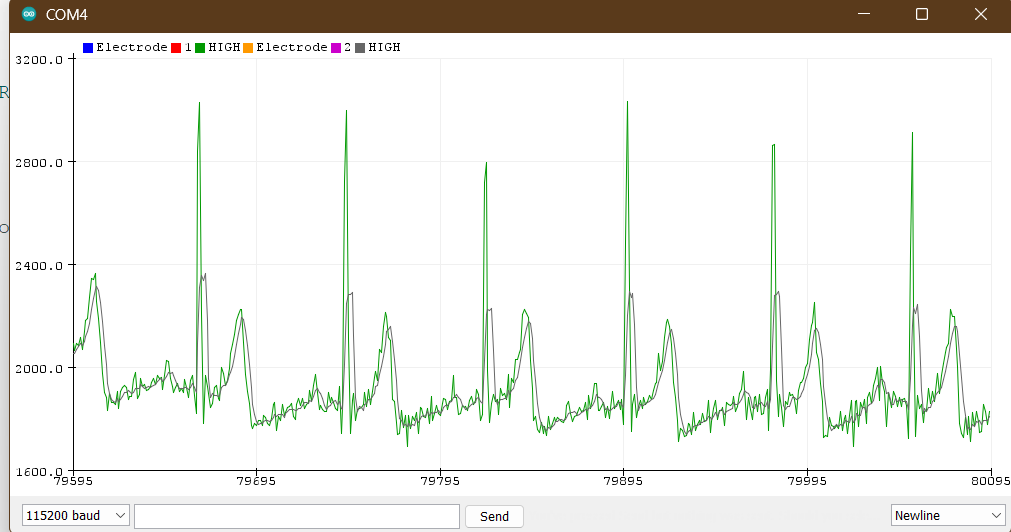 COM4
Electrode 1 HIGH Electrode 2 HIGH
3200.0
R
2800.0
o
2400.0
2000.0
1600.0
79595 79695 79795 79895 79995 80095
115200 baud Send Newline